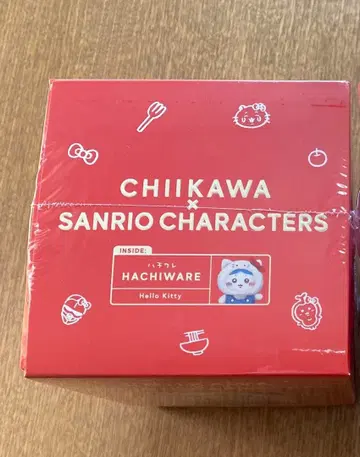 CHIIKAWA
×
SANRIO CHARACTERS
INSIDE:
ハチワレ
HACHIWARE
Hello Kitty